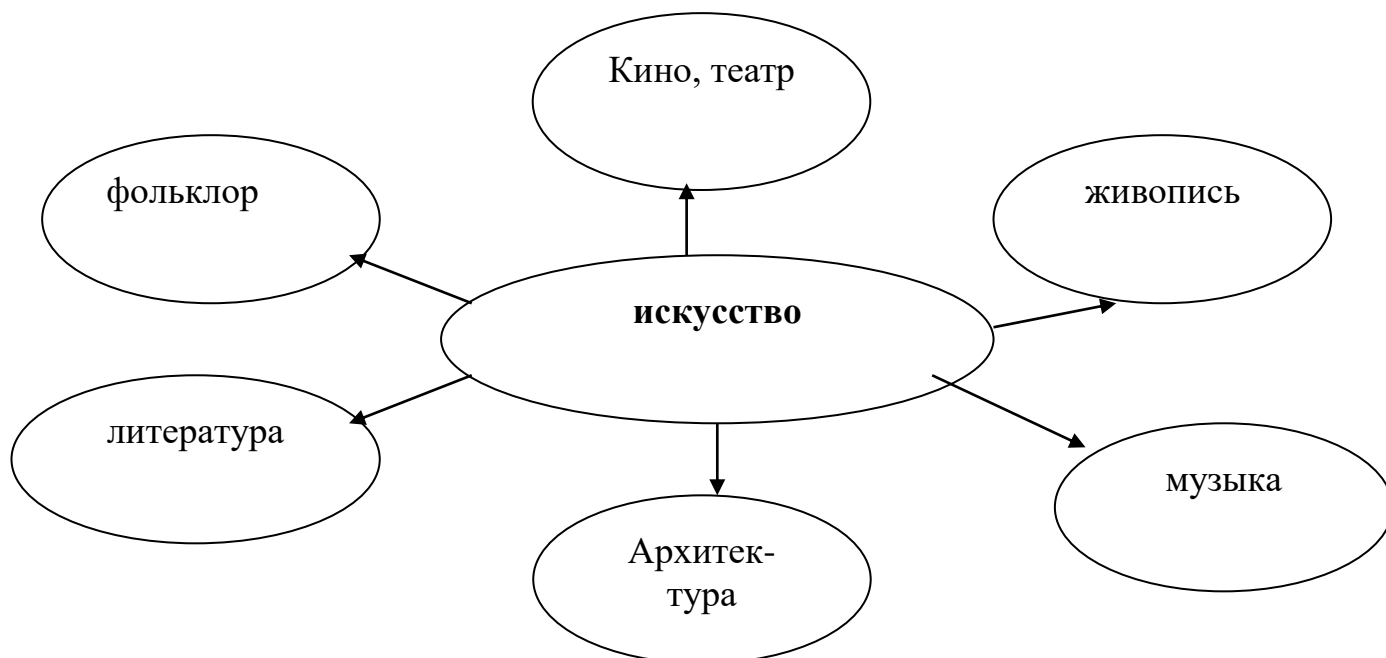 Кино, театр
фольклор
живопись
искусство
литература
музыка
Архитек-
тура